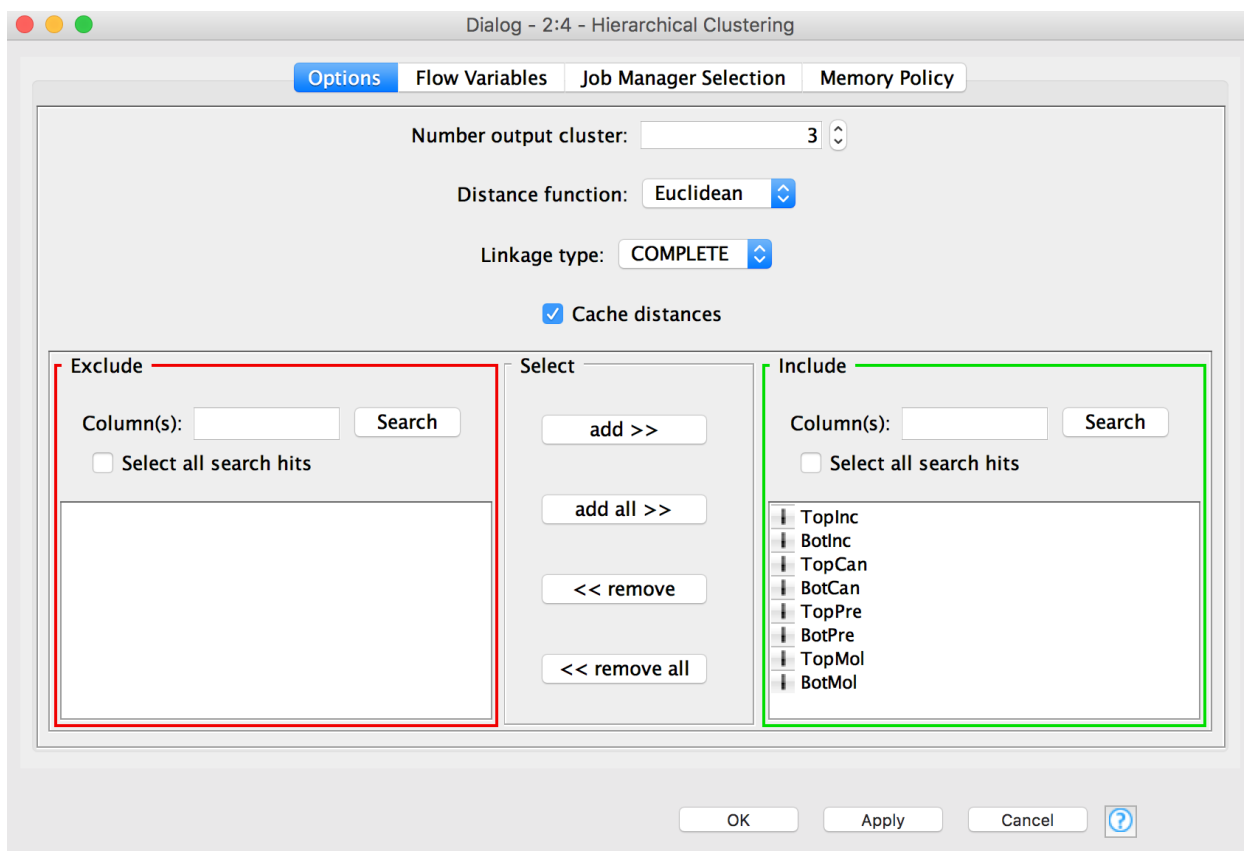 Dialog - 2:4 - Hierarchical Clustering
Options Flow Variables Job Manager Selection Memory Policy
Number output cluster: 3
Distance function: Euclidean
Linkage type: COMPLETE
Cache distances
Exclude
Column(s): Search
Select all search hits
Select
add >>
add all >>
<< remove
<< remove all
Include
Column(s): Search
Select all search hits
TopInc
BotInc
TopCan
BotCan
TopPre
BotPre
TopMol
BotMol
OK Apply Cancel ?